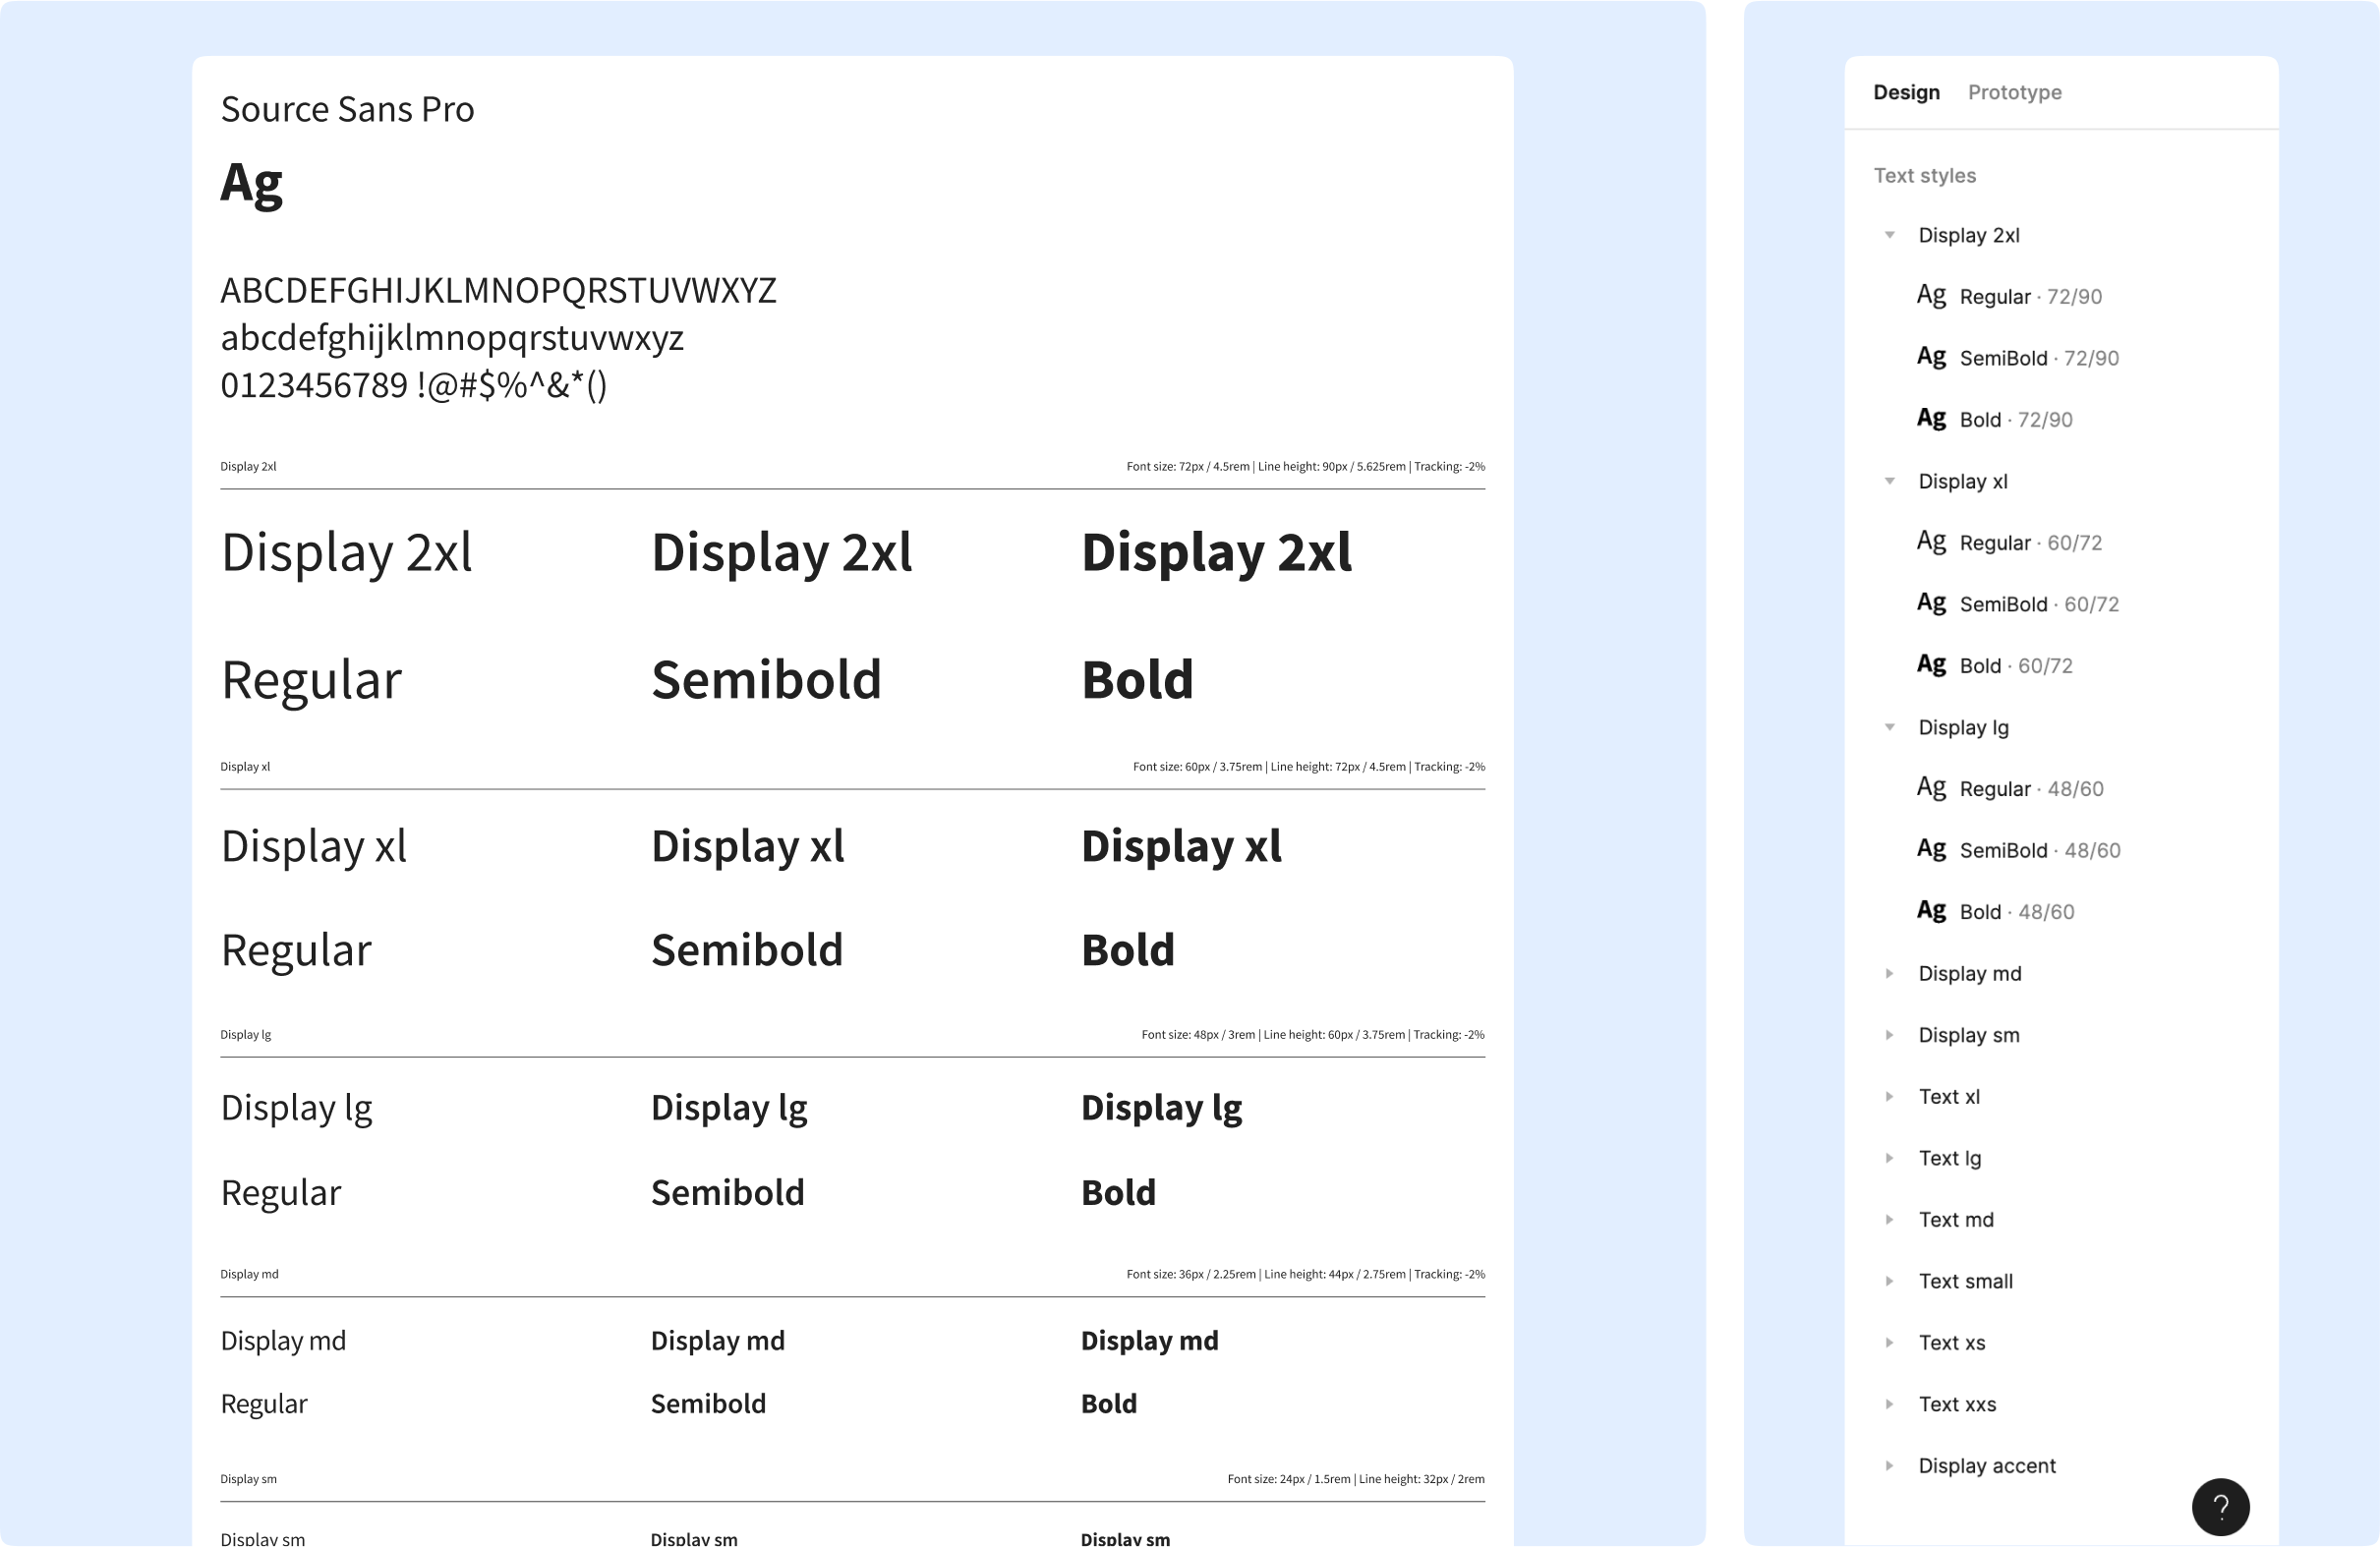 Source Sans Pro
Ag
ABCDEFGHIJKLMNOPQRSTUVWXYZ
abcdefghijklmnopqrstuvwxyz
0123456789 !@#$%^&*()
Display 2xl Font size: 72px / 4.5rem | Line height: 90px / 5.625rem | Tracking: -2%
Display 2xl Display 2xl Display 2xl
Regular Semibold Bold
Display xl Font size: 60px / 3.75rem | Line height: 72px / 4.5rem | Tracking: -2%
Display xl Display xl Display xl
Regular Semibold Bold
Display lg Font size: 48px / 3rem | Line height: 60px / 3.75rem | Tracking: -2%
Display lg Display lg Display lg
Regular Semibold Bold
Display md Font size: 36px / 2.25rem | Line height: 44px / 2.75rem | Tracking: -2%
Display md Display md Display md
Regular Semibold Bold
Display sm Font size: 24px / 1.5rem | Line height: 32px / 2rem
Display sm Display sm Display sm
Design Prototype
Text styles
Display 2xl
Ag Regular · 72/90
Ag SemiBold · 72/90
Ag Bold · 72/90
Display xl
Ag Regular · 60/72
Ag SemiBold · 60/72
Ag Bold · 60/72
Display lg
Ag Regular · 48/60
Ag SemiBold · 48/60
Ag Bold · 48/60
Display md
Display sm
Text xl
Text lg
Text md
Text small
Text xs
Text xxs
Display accent
?